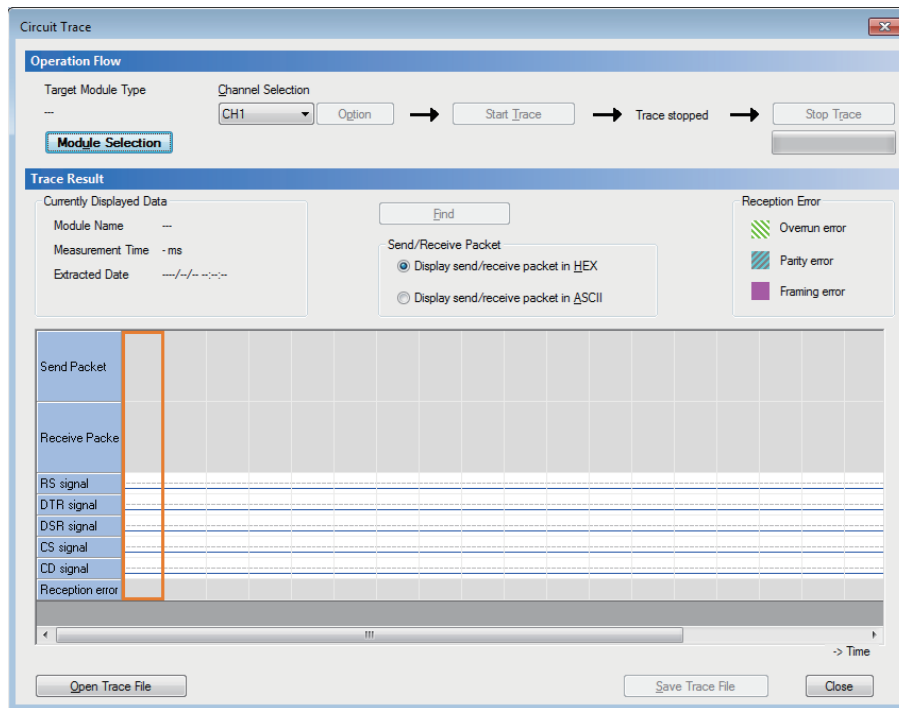 Circuit Trace
Operation Flow
Target Module Type
Channel Selection
---
CH1
Option
Start Trace
Trace stopped
Stop Trace
Module Selection
Trace Result
Currently Displayed Data
Module Name ---
Measurement Time - ms
Extracted Date ----/--/-- --:--:--
Find
Send/Receive Packet
Display send/receive packet in HEX
Display send/receive packet in ASCII
Reception Error
Overrun error
Parity error
Framing error
Send Packet
Receive Packe
RS signal
DTR signal
DSR signal
CS signal
CD signal
Reception error
-> Time
Open Trace File
Save Trace File
Close